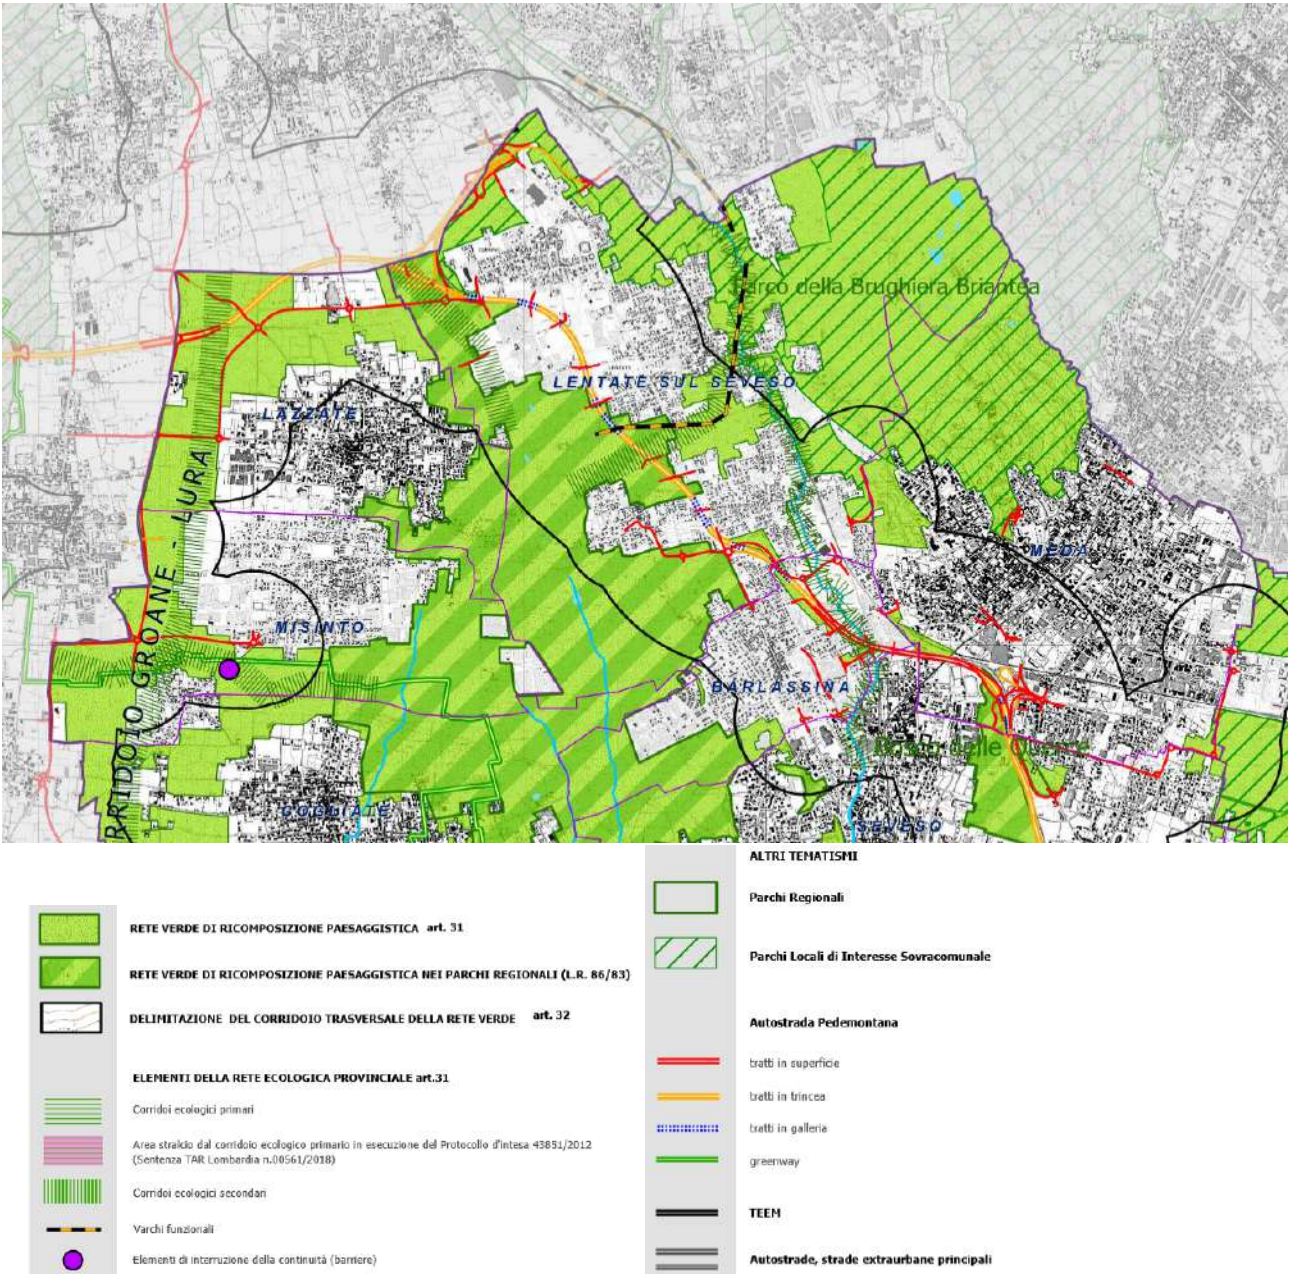 Parco della Brughiera Briantea
LENTATE SUL SEVESO
LAZZATE
MEDA
MISINTO
BARLASSINA
COGLIATE
SEVESO
RRIDOIO GROANE - LURA
RETE VERDE DI RICOMPOSIZIONE PAESAGGISTICA art. 31
RETE VERDE DI RICOMPOSIZIONE PAESAGGISTICA NEI PARCHI REGIONALI (L.R. 86/83)
DELIMITAZIONE DEL CORRIDOIO TRASVERSALE DELLA RETE VERDE art. 32
ELEMENTI DELLA RETE ECOLOGICA PROVINCIALE art.31
Corridoi ecologici primari
Area stralcio dal corridoio ecologico primario in esecuzione del Protocollo d'intesa 43851/2012
(Sentenza TAR Lombardia n.00561/2018)
Corridoi ecologici secondari
Varchi funzionali
Elementi di interruzione della continuità (barriere)
ALTRI TEMATISMI
Parchi Regionali
Parchi Locali di Interesse Sovracomunale
Autostrada Pedemontana
tratti in superficie
tratti in trincea
tratti in galleria
greenway
TEEM
Autostrade, strade extraurbane principali